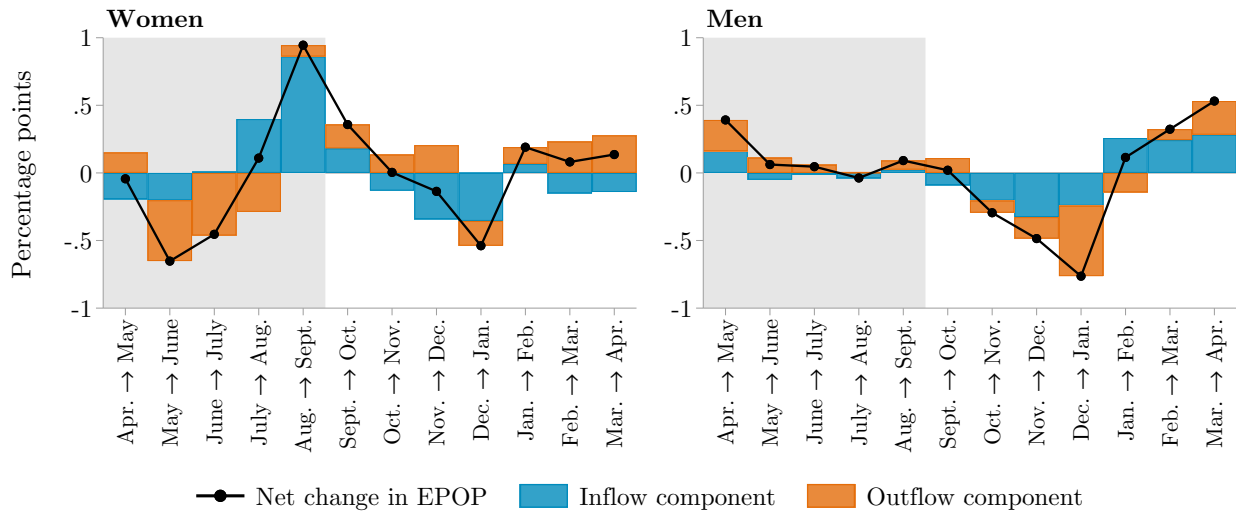 Women
Men
Percentage points
1
.5
0
-.5
-1
1
.5
0
-.5
-1
Apr. → May
May → June
June → July
July → Aug.
Aug. → Sept.
Sept. → Oct.
Oct. → Nov.
Nov. → Dec.
Dec. → Jan.
Jan. → Feb.
Feb. → Mar.
Mar. → Apr.
Apr. → May
May → June
June → July
July → Aug.
Aug. → Sept.
Sept. → Oct.
Oct. → Nov.
Nov. → Dec.
Dec. → Jan.
Jan. → Feb.
Feb. → Mar.
Mar. → Apr.
Net change in EPOP
Inflow component
Outflow component